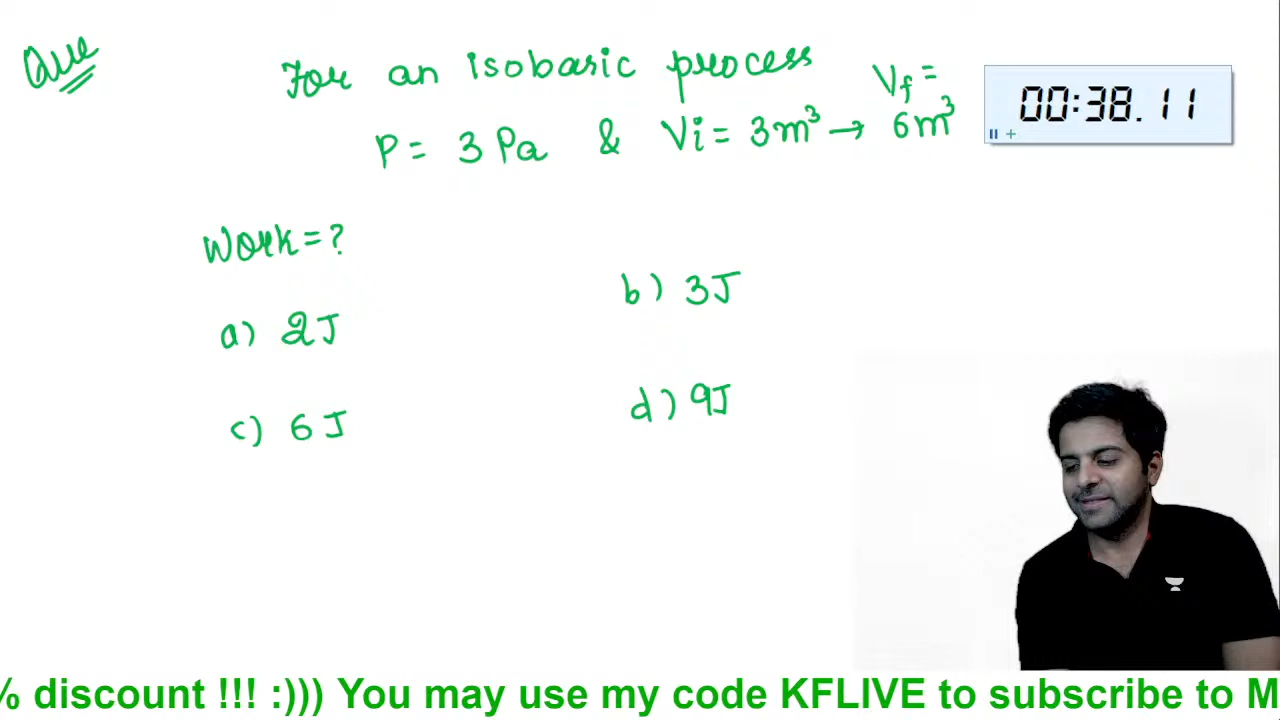 Que
For an isobaric process
P = 3 Pa & Vi = 3m³ → Vf = 6m³
00:38.11
Work = ?
a) 2J
b) 3J
c) 6J
d) 9J
% discount !!! :))) You may use my code KFLIVE to subscribe to M